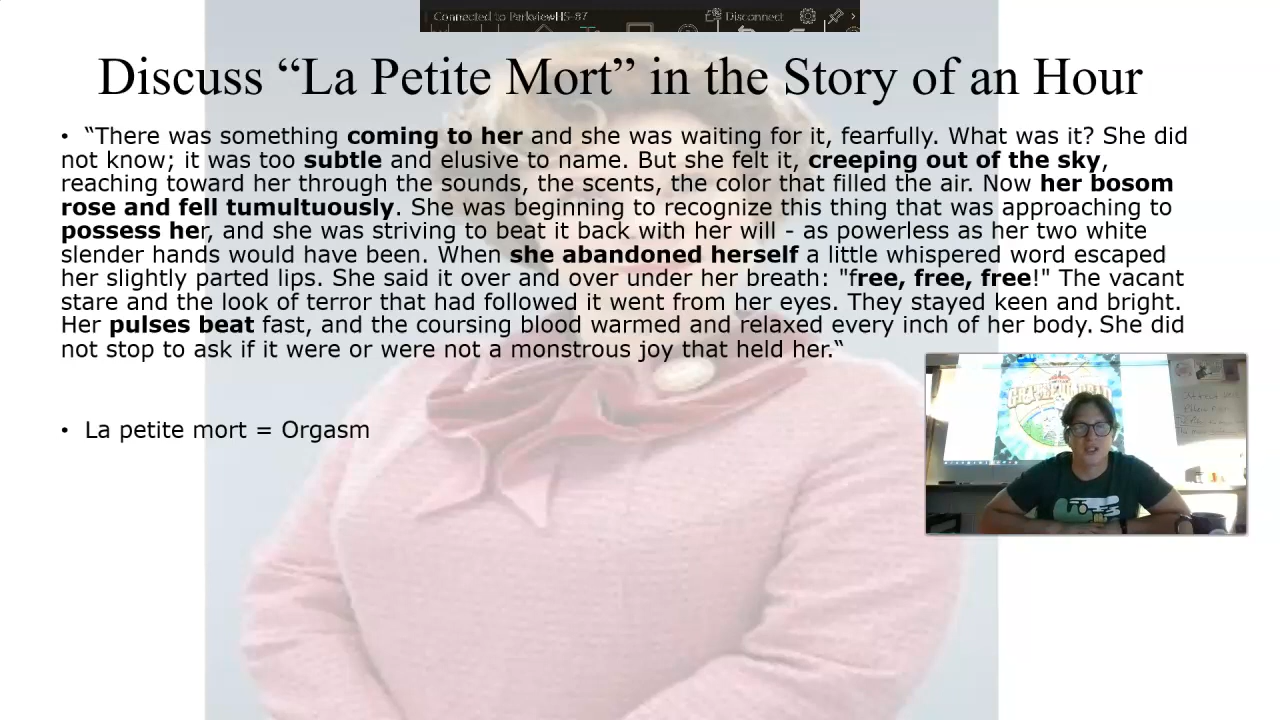 Connected to ParkviewHS-87
Disconnect
Discuss “La Petite Mort” in the Story of an Hour
• “There was something coming to her and she was waiting for it, fearfully. What was it? She did
not know; it was too subtle and elusive to name. But she felt it, creeping out of the sky,
reaching toward her through the sounds, the scents, the color that filled the air. Now her bosom
rose and fell tumultuously. She was beginning to recognize this thing that was approaching to
possess her, and she was striving to beat it back with her will - as powerless as her two white
slender hands would have been. When she abandoned herself a little whispered word escaped
her slightly parted lips. She said it over and over under her breath: "free, free, free!" The vacant
stare and the look of terror that had followed it went from her eyes. They stayed keen and bright.
Her pulses beat fast, and the coursing blood warmed and relaxed every inch of her body. She did
not stop to ask if it were or were not a monstrous joy that held her.“
• La petite mort = Orgasm